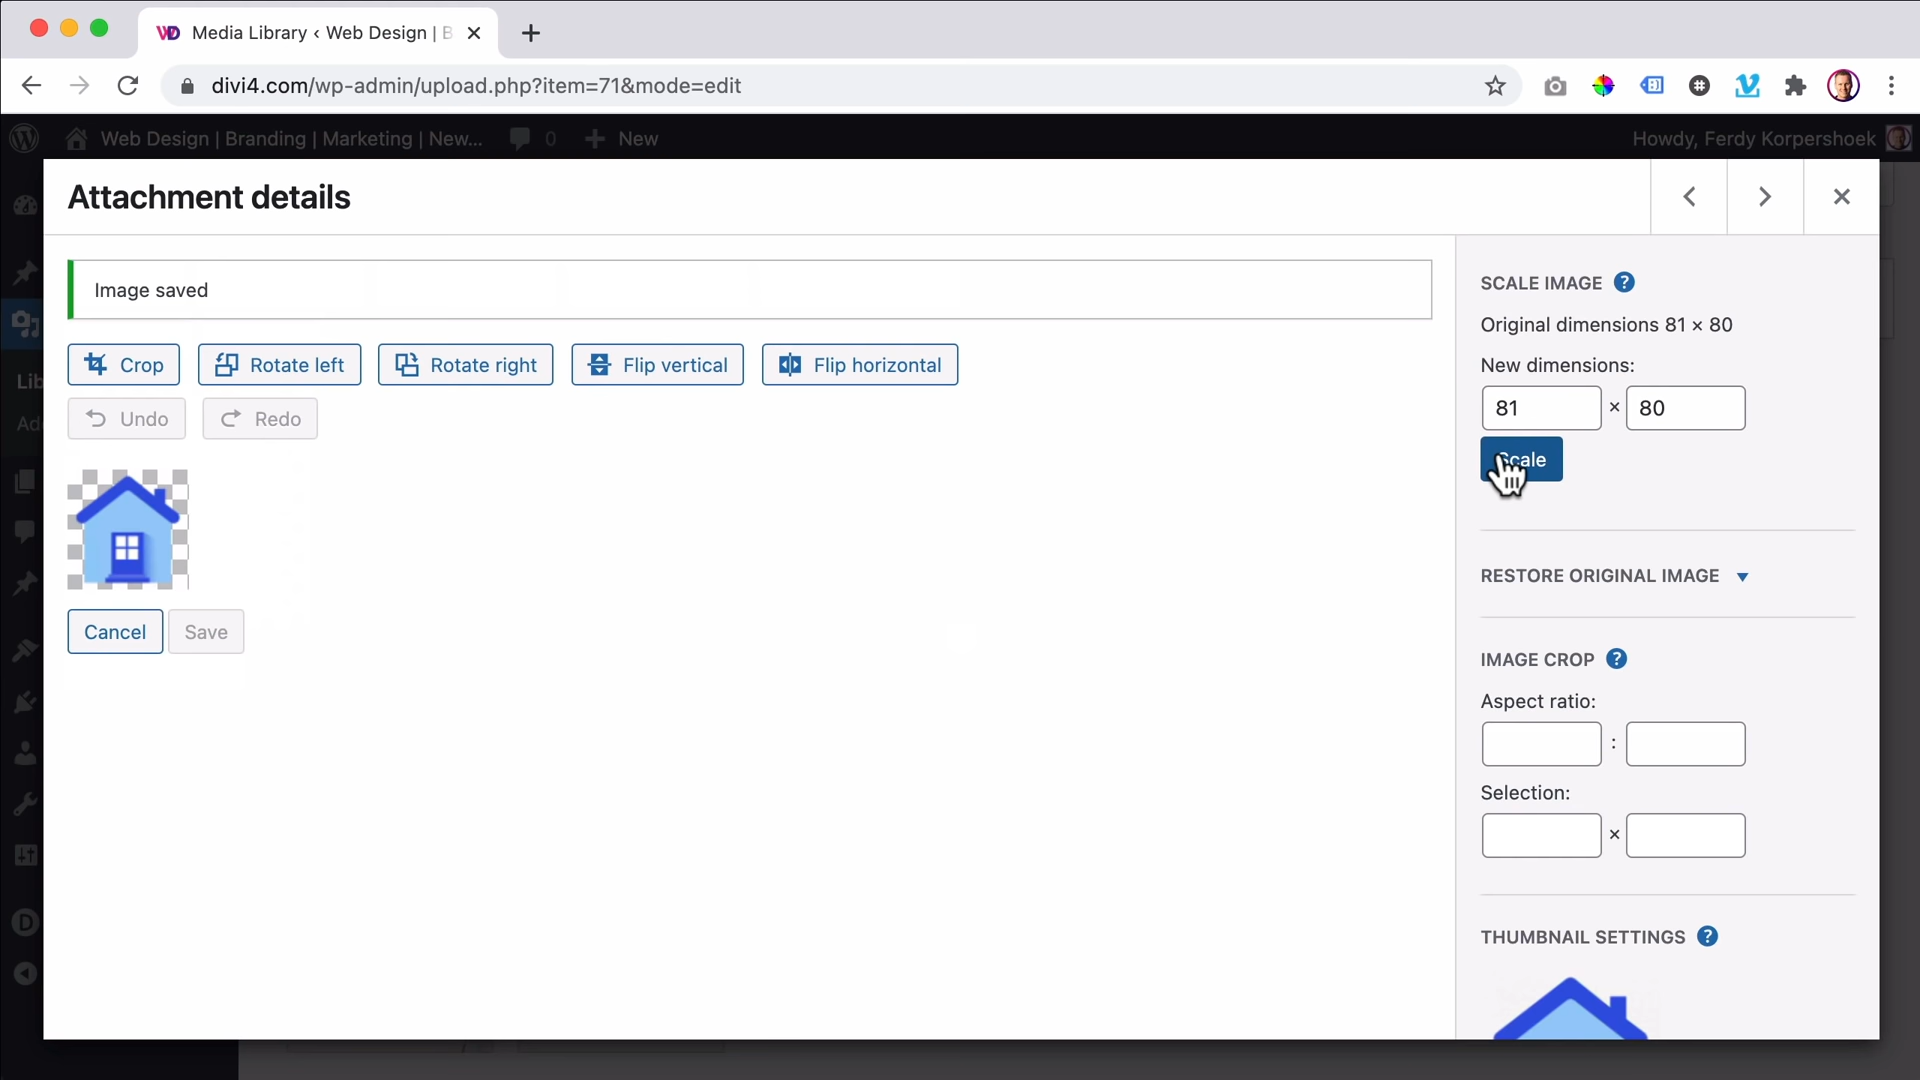 Media Library ‹ Web Design | B
divi4.com/wp-admin/upload.php?item=71&mode=edit
Web Design | Branding | Marketing | New... 0 New
Howdy, Ferdy Korpershoek
Attachment details
Image saved
Crop Rotate left Rotate right Flip vertical Flip horizontal
Undo Redo
Cancel Save
SCALE IMAGE ?
Original dimensions 81 × 80
New dimensions:
81 × 80
Scale
RESTORE ORIGINAL IMAGE
IMAGE CROP ?
Aspect ratio:
:
Selection:
×
THUMBNAIL SETTINGS ?
Lib
Ad